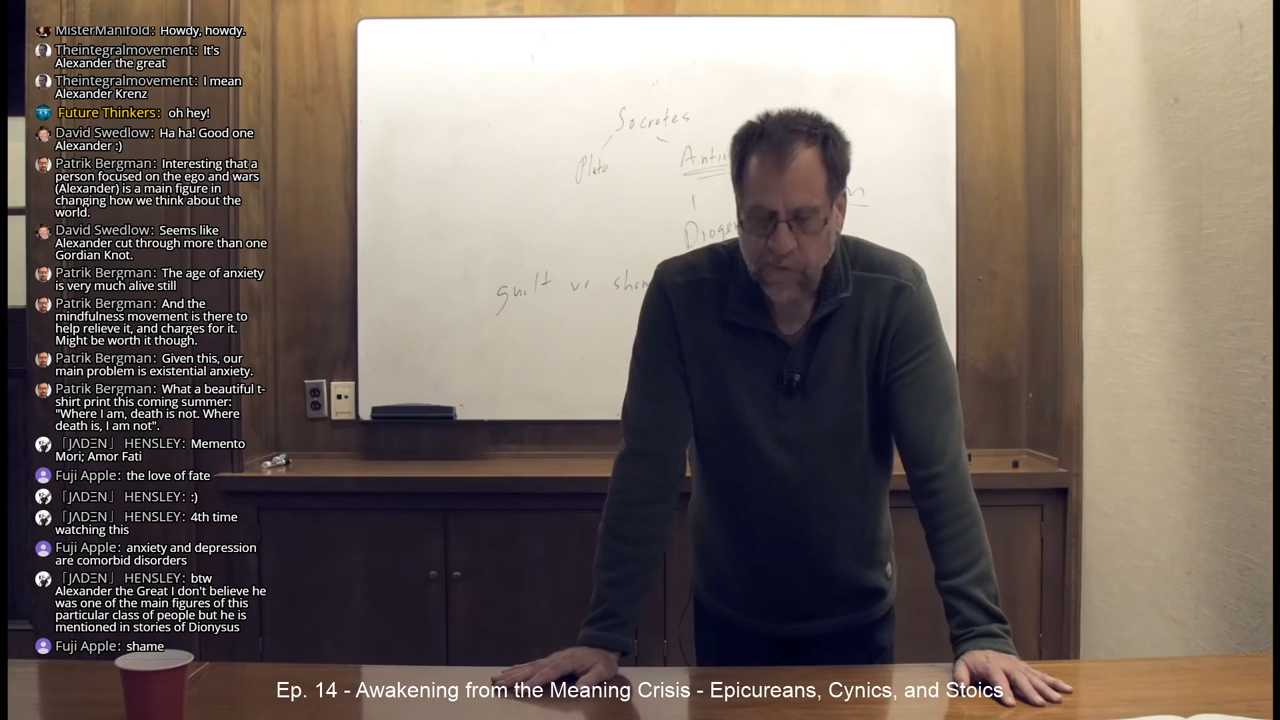 MisterManifold: Howdy, howdy.
Theintegralmovement: It's
Alexander the great
Theintegralmovement: I mean
Alexander Krenz
Future Thinkers: oh hey!
David Swedlow: Ha ha! Good one
Alexander :)
Patrik Bergman: Interesting that a
person focused on the ego and wars
(Alexander) is a main figure in
changing how we think about the
world.
David Swedlow: Seems like
Alexander cut through more than one
Gordian Knot.
Patrik Bergman: The age of anxiety
is very much alive still
Patrik Bergman: And the
mindfulness movement is there to
help relieve it, and charges for it.
Might be worth it though.
Patrik Bergman: Given this, our
main problem is existential anxiety.
Patrik Bergman: What a beautiful t-
shirt print this coming summer:
"Where I am, death is not. Where
death is, I am not".
「JΛDΞN」 HENSLEY: Memento
Mori; Amor Fati
Fuji Apple: the love of fate
「JΛDΞN」 HENSLEY: :)
「JΛDΞN」 HENSLEY: 4th time
watching this
Fuji Apple: anxiety and depression
are comorbid disorders
「JΛDΞN」 HENSLEY: btw
Alexander the Great I don't believe he
was one of the main figures of this
particular class of people but he is
mentioned in stories of Dionysus
Fuji Apple: shame
Socrates
Plato
guilt vs
Ep. 14 - Awakening from the Meaning Crisis - Epicureans, Cynics, and Stoics